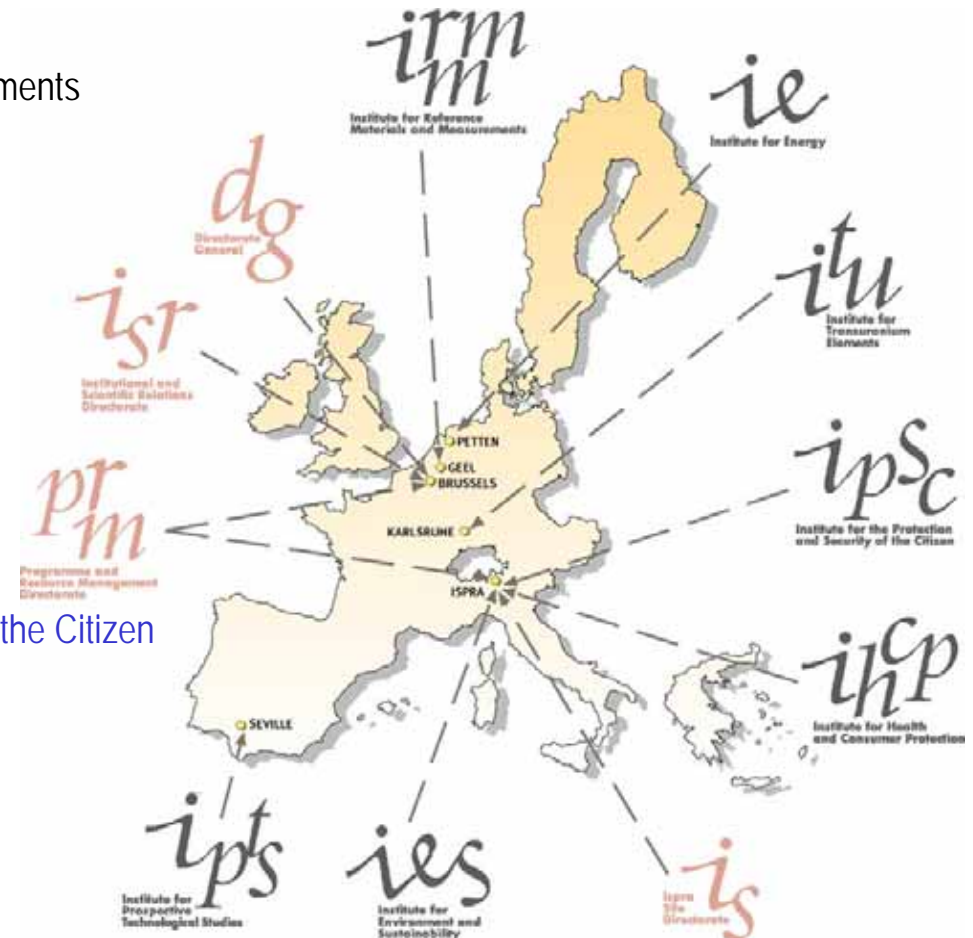 ments
irm
m
Institute for Reference
Materials and Measurements
ie
Institute for Energy
dg
Directorate
General
itu
Institute for
Transuranium
Elements
isr
Institutional and
Scientific Relations
Directorate
PETTEN
GEEL
BRUSSELS
ipsc
Institute for the Protection
and Security of the Citizen
prm
Programme and
Resource Management
Directorate
KARLSRUHE
ISPRA
the Citizen
ihcp
Institute for Health
and Consumer Protection
SEVILLE
ipts
Institute for
Prospective
Technological Studies
ies
Institute for
Environment and
Sustainability
is
Ispra
Site
Directorate